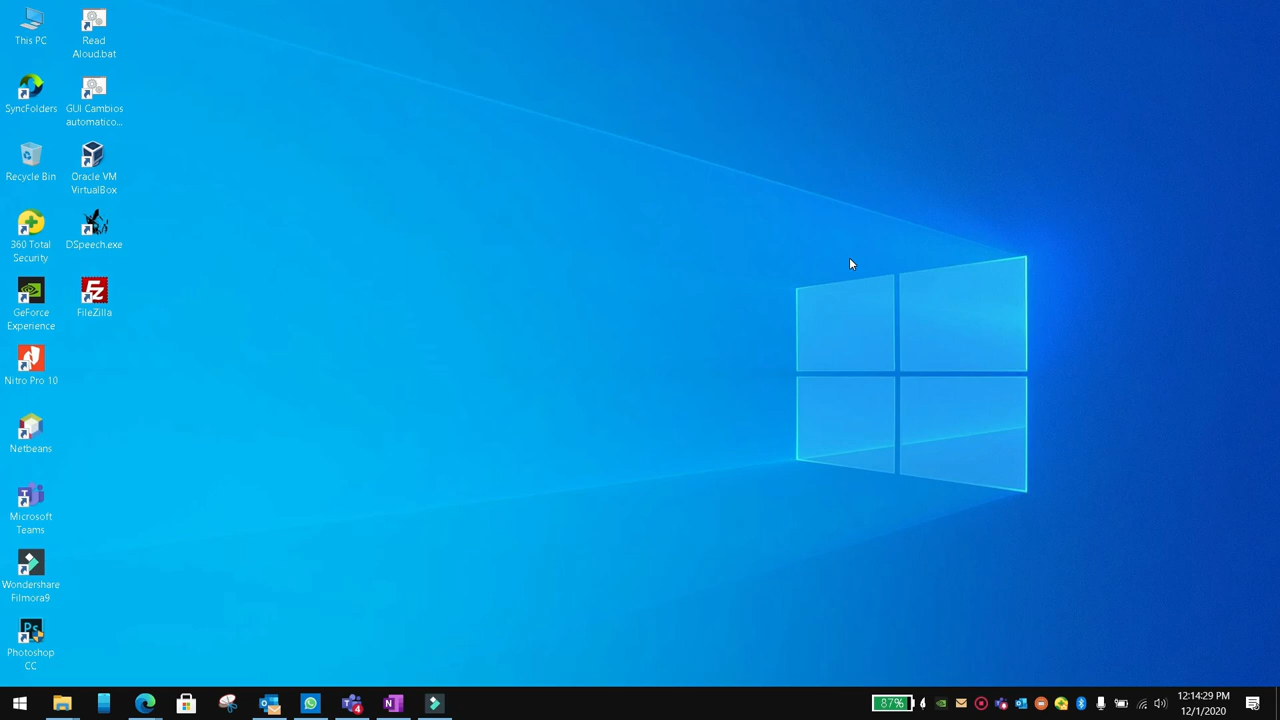 This PC
Read
Aloud.bat
SyncFolders
GUI Cambios
automatico...
Recycle Bin
Oracle VM
VirtualBox
360 Total
Security
DSpeech.exe
GeForce
Experience
FileZilla
Nitro Pro 10
Netbeans
Microsoft
Teams
Wondershare
Filmora9
Ps
Photoshop
CC
4
N
87%
12:14:29 PM
12/1/2020